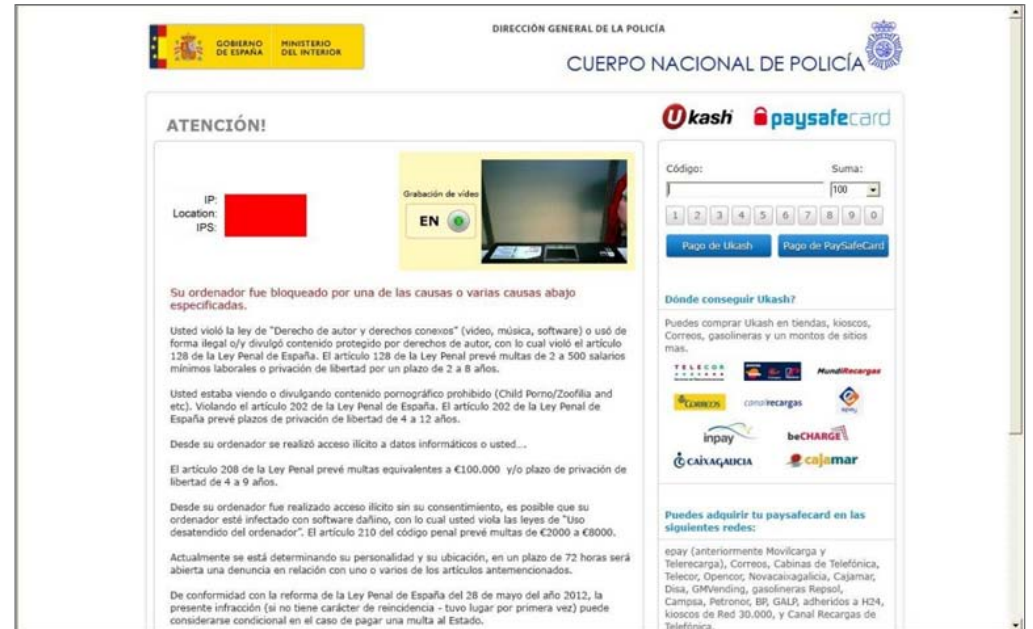 GOBIERNO
DE ESPAÑA
MINISTERIO
DEL INTERIOR
DIRECCIÓN GENERAL DE LA POLICÍA
CUERPO NACIONAL DE POLICÍA
ATENCIÓN!
IP:
Location:
IPS:
Grabación de vídeo
EN
Su ordenador fue bloqueado por una de las causas o varias causas abajo
especificadas.
Usted violó la ley de "Derecho de autor y derechos conexos" (video, música, software) o usó de
forma ilegal o/y divulgó contenido protegido por derechos de autor, con lo cual violó el artículo
128 de la Ley Penal de España. El artículo 128 de la Ley Penal prevé multas de 2 a 500 salarios
mínimos laborales o privación de libertad por un plazo de 2 a 8 años.
Usted estaba viendo o divulgando contenido pornográfico prohibido (Child Porno/Zoofilia and
etc). Violando el artículo 202 de la Ley Penal de España. El artículo 202 de la Ley Penal de
España prevé plazos de privación de libertad de 4 a 12 años.
Desde su ordenador se realizó acceso ilícito a datos informáticos o usted...
El artículo 208 de la Ley Penal prevé multas equivalentes a €100.000 y/o plazo de privación de
libertad de 4 a 9 años.
Desde su ordenador fue realizado acceso ilícito sin su consentimiento, es posible que su
ordenador esté infectado con software dañino, con lo cual usted viola las leyes de "Uso
desatendido del ordenador". El artículo 210 del código penal prevé multas de €2000 a €8000.
Actualmente se está determinando su personalidad y su ubicación, en un plazo de 72 horas será
abierta una denuncia en relación con uno o varios de los artículos antemencionados.
De conformidad con la reforma de la Ley Penal de España del 28 de mayo del año 2012, la
presente infracción (si no tiene carácter de reincidencia - tuvo lugar por primera vez) puede
considerarse condicional en el caso de pagar una multa al Estado.
Ukash paysafecard
Código: Suma:
100
1 2 3 4 5 6 7 8 9 0
Pago de Ukash Pago de PaySafeCard
Dónde conseguir Ukash?
Puedes comprar Ukash en tiendas, kioscos,
Correos, gasolineras y un montos de sitios
mas.
TELECOR MundiRecargas
Correos canalrecargas epay
inpay beCHARGE
CAIXAGALICIA cajamar
Puedes adquirir tu paysafecard en las
siguientes redes:
epay (anteriormente Movilcarga y
Telerecarga), Correos, Cabinas de Telefónica,
Telecor, Opencor, Novacaixagalicia, Cajamar,
Disa, GMVending, gasolineras Repsol,
Campsa, Petronor, BP, GALP, adheridos a H24,
kioscos de Red 30.000, y Canal Recargas de
Telefónica.